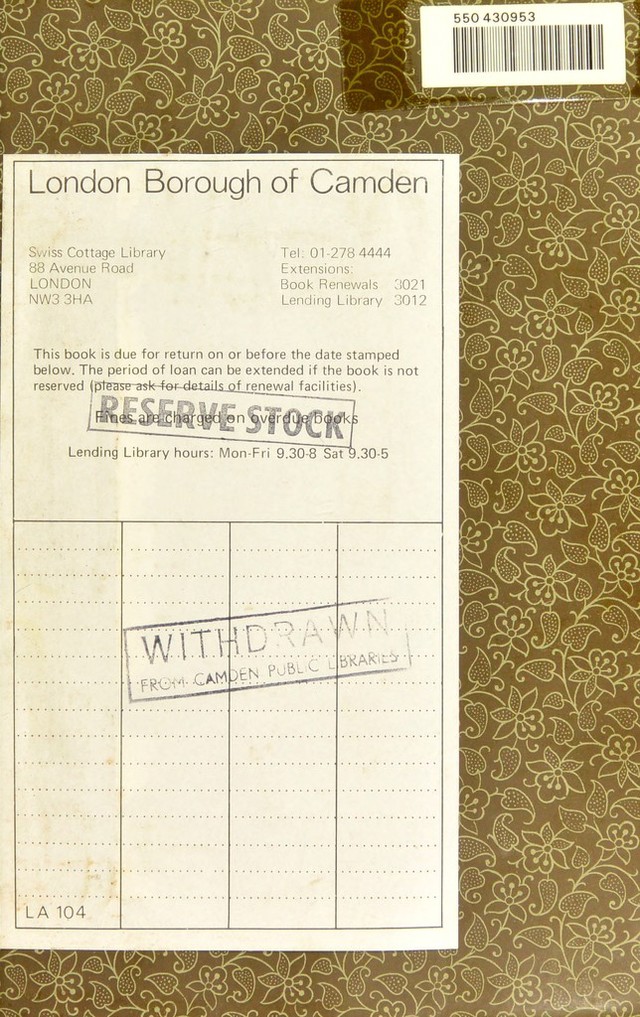 550 430953
London Borough of Camden
Swiss Cottage Library
88 Avenue Road
LONDON
NW3 3HA
Tel: 01-278 4444
Extensions:
Book Renewals 3021
Lending Library 3012
This book is due for return on or before the date stamped
below. The period of loan can be extended if the book is not
reserved (please ask for details of renewal facilities).
RESERVE STOCK
Fines are charged on overdue books
Lending Library hours: Mon-Fri 9.30-8 Sat 9.30-5
WITHDRAWN
FROM CAMDEN PUBLIC LIBRARIES
LA 104